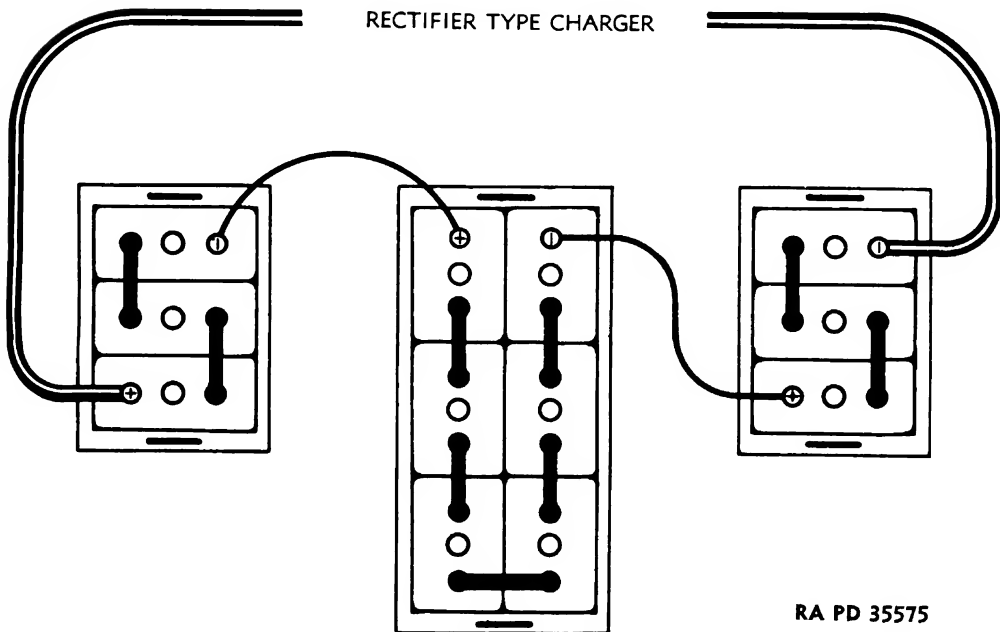 RECTIFIER TYPE CHARGER
− + − −
+ +
RA PD 35575